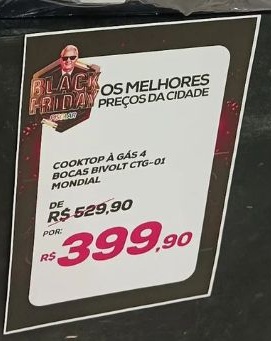 BLACK
FRIDAY
OS MELHORES
PREÇOS DA CIDADE
COOKTOP À GÁS 4
BOCAS BIVOLT CTG-01
MONDIAL
DE
R$ 529,90
POR:
R$ 399,90